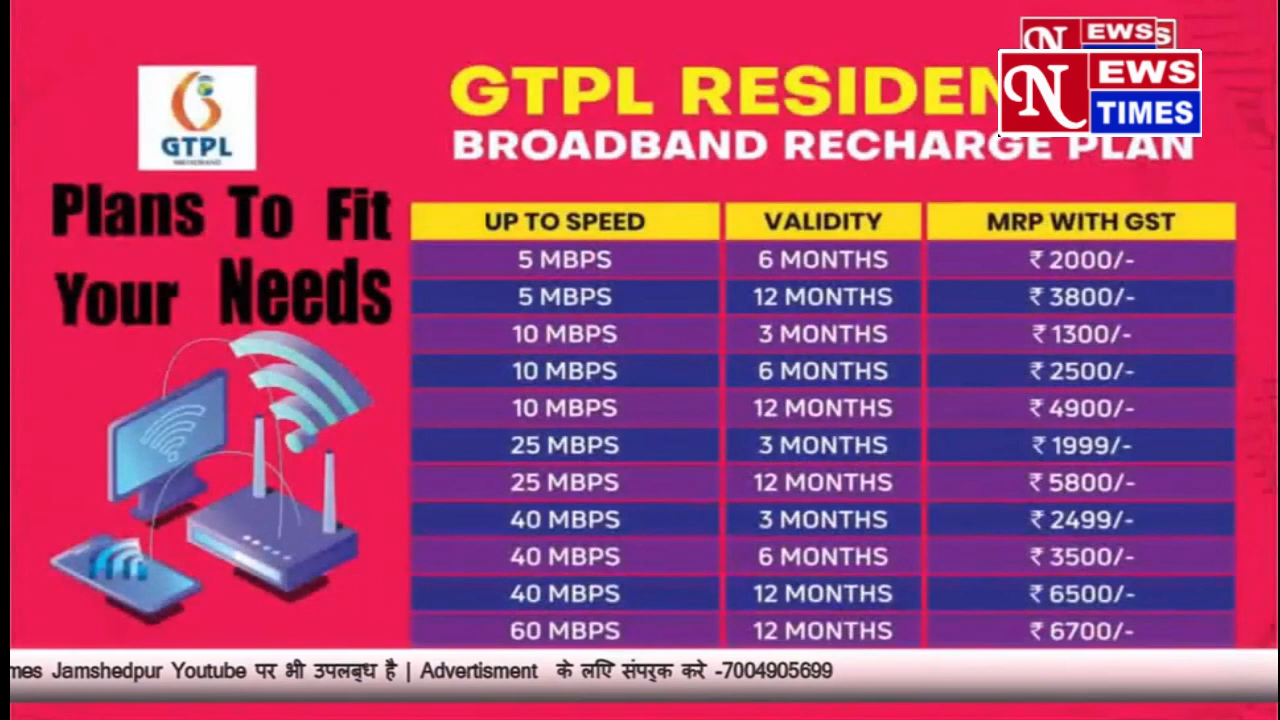 EWS
N
EWS
TIMES
GTPL
GTPL RESIDEN
BROADBAND RECHARGE PLAN
Plans To Fit
Your Needs
UP TO SPEED VALIDITY MRP WITH GST
5 MBPS 6 MONTHS ₹ 2000/-
5 MBPS 12 MONTHS ₹ 3800/-
10 MBPS 3 MONTHS ₹ 1300/-
10 MBPS 6 MONTHS ₹ 2500/-
10 MBPS 12 MONTHS ₹ 4900/-
25 MBPS 3 MONTHS ₹ 1999/-
25 MBPS 12 MONTHS ₹ 5800/-
40 MBPS 3 MONTHS ₹ 2499/-
40 MBPS 6 MONTHS ₹ 3500/-
40 MBPS 12 MONTHS ₹ 6500/-
60 MBPS 12 MONTHS ₹ 6700/-
mes Jamshedpur Youtube पर भी उपलब्ध है | Advertisment के लिए संपर्क करे -7004905699